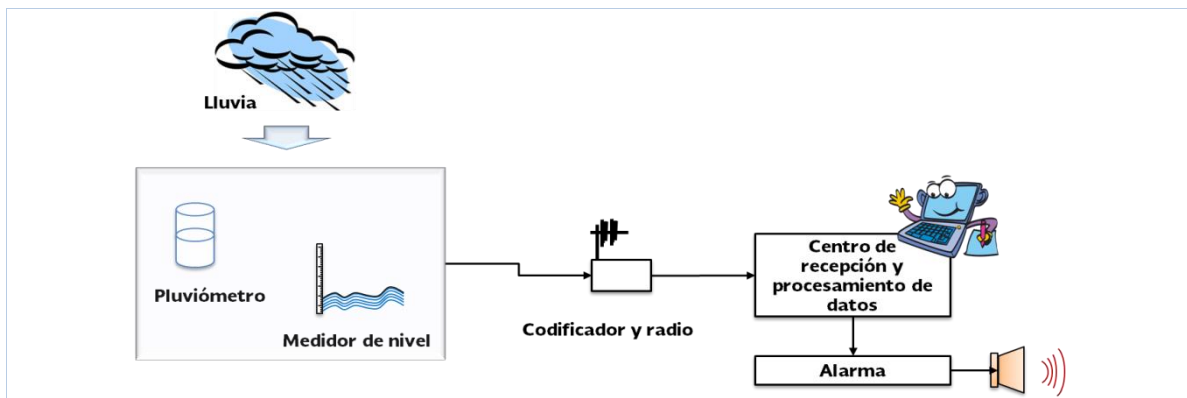 Lluvia
Pluviómetro
Medidor de nivel
Codificador y radio
Centro de
recepción y
procesamiento de
datos
Alarma